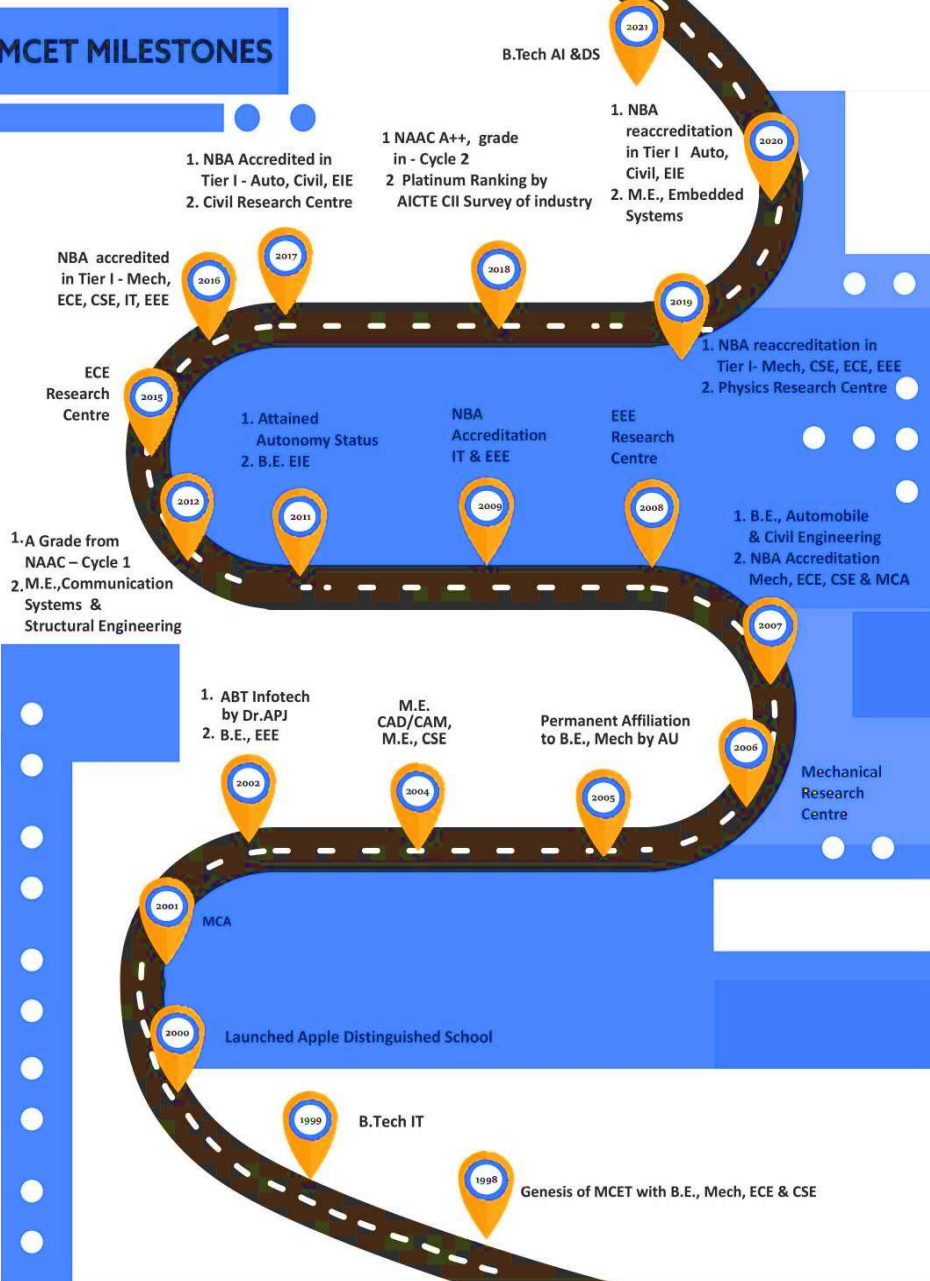 MCET MILESTONES
2021
B.Tech AI &DS
2020
1. NBA
reaccreditation
in Tier I Auto,
Civil, EIE
2. M.E., Embedded
Systems
1 NAAC A++, grade
in - Cycle 2
2 Platinum Ranking by
AICTE CII Survey of industry
1. NBA Accredited in
Tier I - Auto, Civil, EIE
2. Civil Research Centre
NBA accredited
in Tier I - Mech,
ECE, CSE, IT, EEE
2016
2017
2018
2019
1. NBA reaccreditation in
Tier I- Mech, CSE, ECE, EEE
2. Physics Research Centre
ECE
Research
Centre
2015
1. Attained
Autonomy Status
2. B.E. EIE
NBA
Accreditation
IT & EEE
EEE
Research
Centre
2012
2011
2009
2008
1.A Grade from
NAAC – Cycle 1
2.M.E.,Communication
Systems &
Structural Engineering
1. B.E., Automobile
& Civil Engineering
2. NBA Accreditation
Mech, ECE, CSE & MCA
2007
1. ABT Infotech
by Dr.APJ
2. B.E., EEE
M.E.
CAD/CAM,
M.E., CSE
Permanent Affiliation
to B.E., Mech by AU
2006
Mechanical
Research
Centre
2002
2004
2005
2001
MCA
2000
Launched Apple Distinguished School
1999
B.Tech IT
1998
Genesis of MCET with B.E., Mech, ECE & CSE